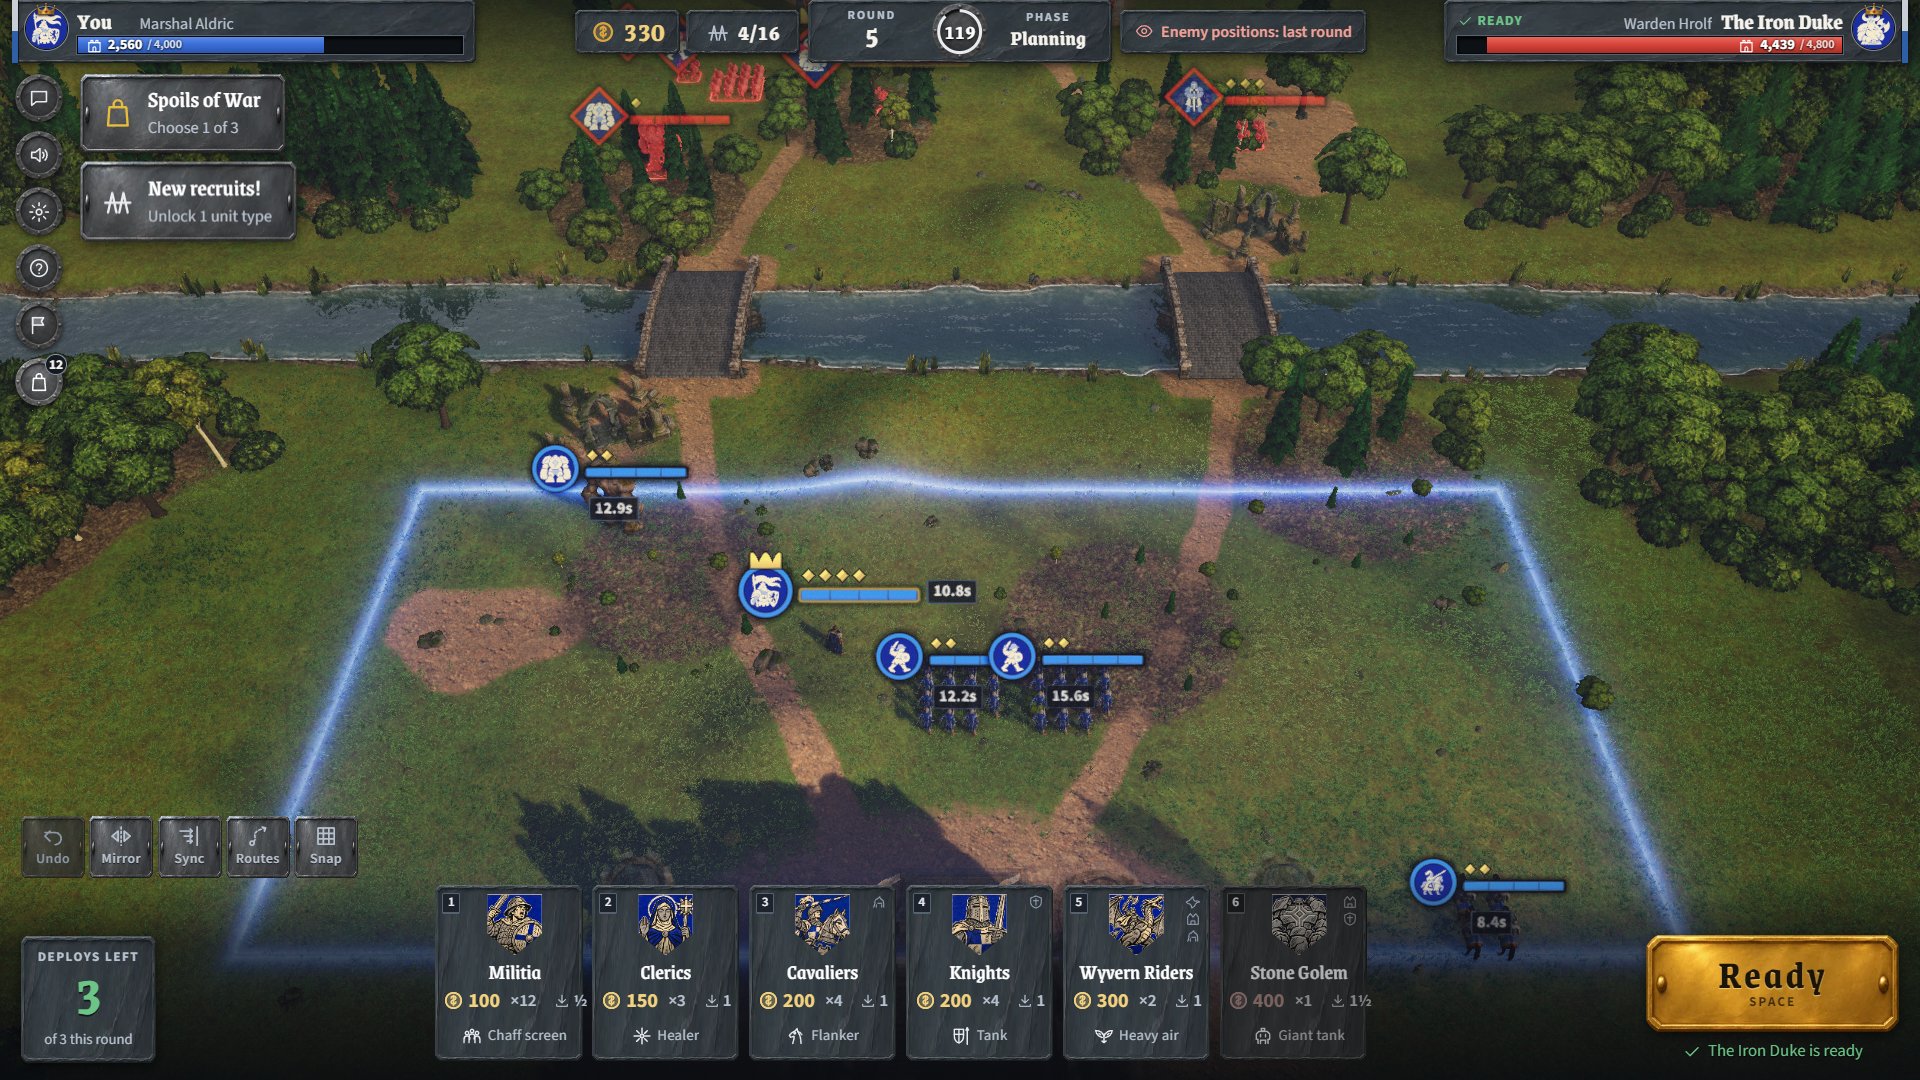 You Marshal Aldric
2,560 / 4,000
330
4/16
ROUND
5
119
PHASE
Planning
Enemy positions: last round
READY
Warden Hrolf The Iron Duke
4,439 / 4,800
Spoils of War
Choose 1 of 3
New recruits!
Unlock 1 unit type
12
12.9s
10.8s
12.2s
15.6s
8.4s
Undo
Mirror
Sync
Routes
Snap
DEPLOYS LEFT
3
of 3 this round
1
Militia
100 ×12 ½
Chaff screen
2
Clerics
150 ×3 1
Healer
3
Cavaliers
200 ×4 1
Flanker
4
Knights
200 ×4 1
Tank
5
Wyvern Riders
300 ×2 1
Heavy air
6
Stone Golem
400 ×1 1½
Giant tank
Ready
SPACE
The Iron Duke is ready